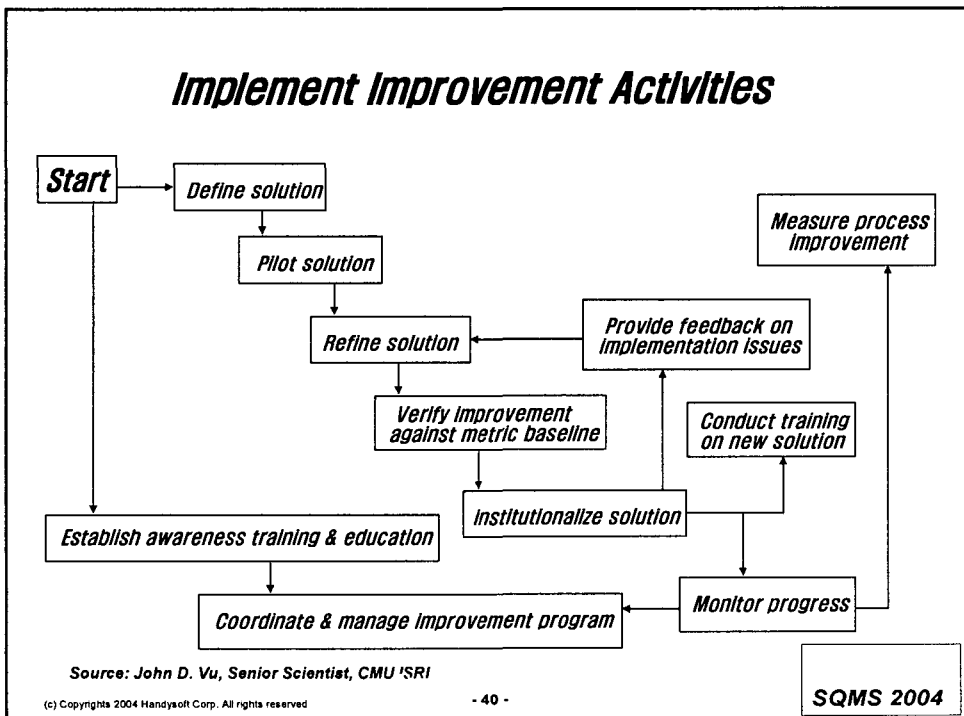 Implement Improvement Activities
Start
Define solution
Measure process
improvement
Pilot solution
Refine solution
Provide feedback on
implementation issues
Verify improvement
against metric baseline
Conduct training
on new solution
Institutionalize solution
Establish awareness training & education
Monitor progress
Coordinate & manage improvement program
Source: John D. Vu, Senior Scientist, CMU 'SRI
(c) Copyrights 2004 Handysoft Corp. All rights reserved
- 40 -
SQMS 2004